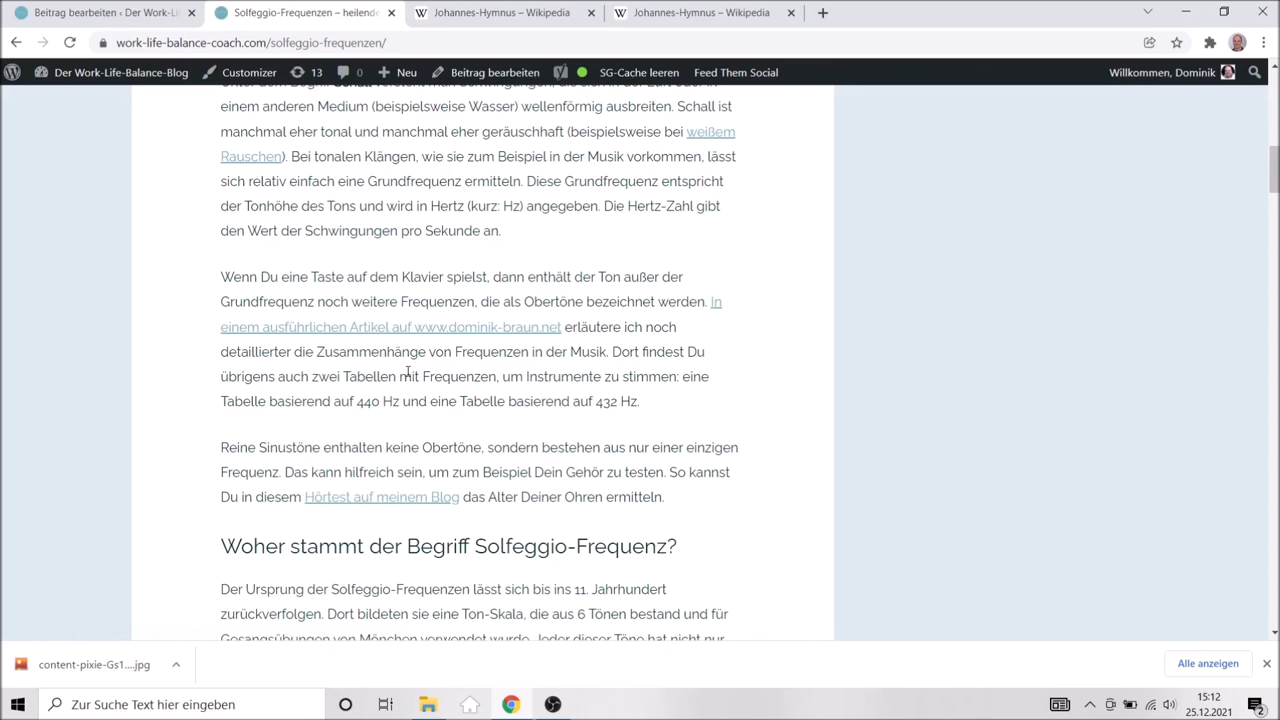 Beitrag bearbeiten ‹ Der Work-Li
Solfeggio-Frequenzen – heilende
Johannes-Hymnus – Wikipedia
Johannes-Hymnus – Wikipedia
work-life-balance-coach.com/solfeggio-frequenzen/
Der Work-Life-Balance-Blog Customizer 13 0 Neu Beitrag bearbeiten SG-Cache leeren Feed Them Social Willkommen, Dominik
einem anderen Medium (beispielsweise Wasser) wellenförmig ausbreiten. Schall ist
manchmal eher tonal und manchmal eher geräuschhaft (beispielsweise bei weißem
Rauschen). Bei tonalen Klängen, wie sie zum Beispiel in der Musik vorkommen, lässt
sich relativ einfach eine Grundfrequenz ermitteln. Diese Grundfrequenz entspricht
der Tonhöhe des Tons und wird in Hertz (kurz: Hz) angegeben. Die Hertz-Zahl gibt
den Wert der Schwingungen pro Sekunde an.
Wenn Du eine Taste auf dem Klavier spielst, dann enthält der Ton außer der
Grundfrequenz noch weitere Frequenzen, die als Obertöne bezeichnet werden. In
einem ausführlichen Artikel auf www.dominik-braun.net erläutere ich noch
detaillierter die Zusammenhänge von Frequenzen in der Musik. Dort findest Du
übrigens auch zwei Tabellen mit Frequenzen, um Instrumente zu stimmen: eine
Tabelle basierend auf 440 Hz und eine Tabelle basierend auf 432 Hz.
Reine Sinustöne enthalten keine Obertöne, sondern bestehen aus nur einer einzigen
Frequenz. Das kann hilfreich sein, um zum Beispiel Dein Gehör zu testen. So kannst
Du in diesem Hörtest auf meinem Blog das Alter Deiner Ohren ermitteln.
Woher stammt der Begriff Solfeggio-Frequenz?
Der Ursprung der Solfeggio-Frequenzen lässt sich bis ins 11. Jahrhundert
zurückverfolgen. Dort bildeten sie eine Ton-Skala, die aus 6 Tönen bestand und für
Gesangsübungen von Mönchen verwendet wurde. Jeder dieser Töne hat nicht nur
content-pixie-Gs1....jpg
Alle anzeigen
Zur Suche Text hier eingeben
15:12
25.12.2021
2